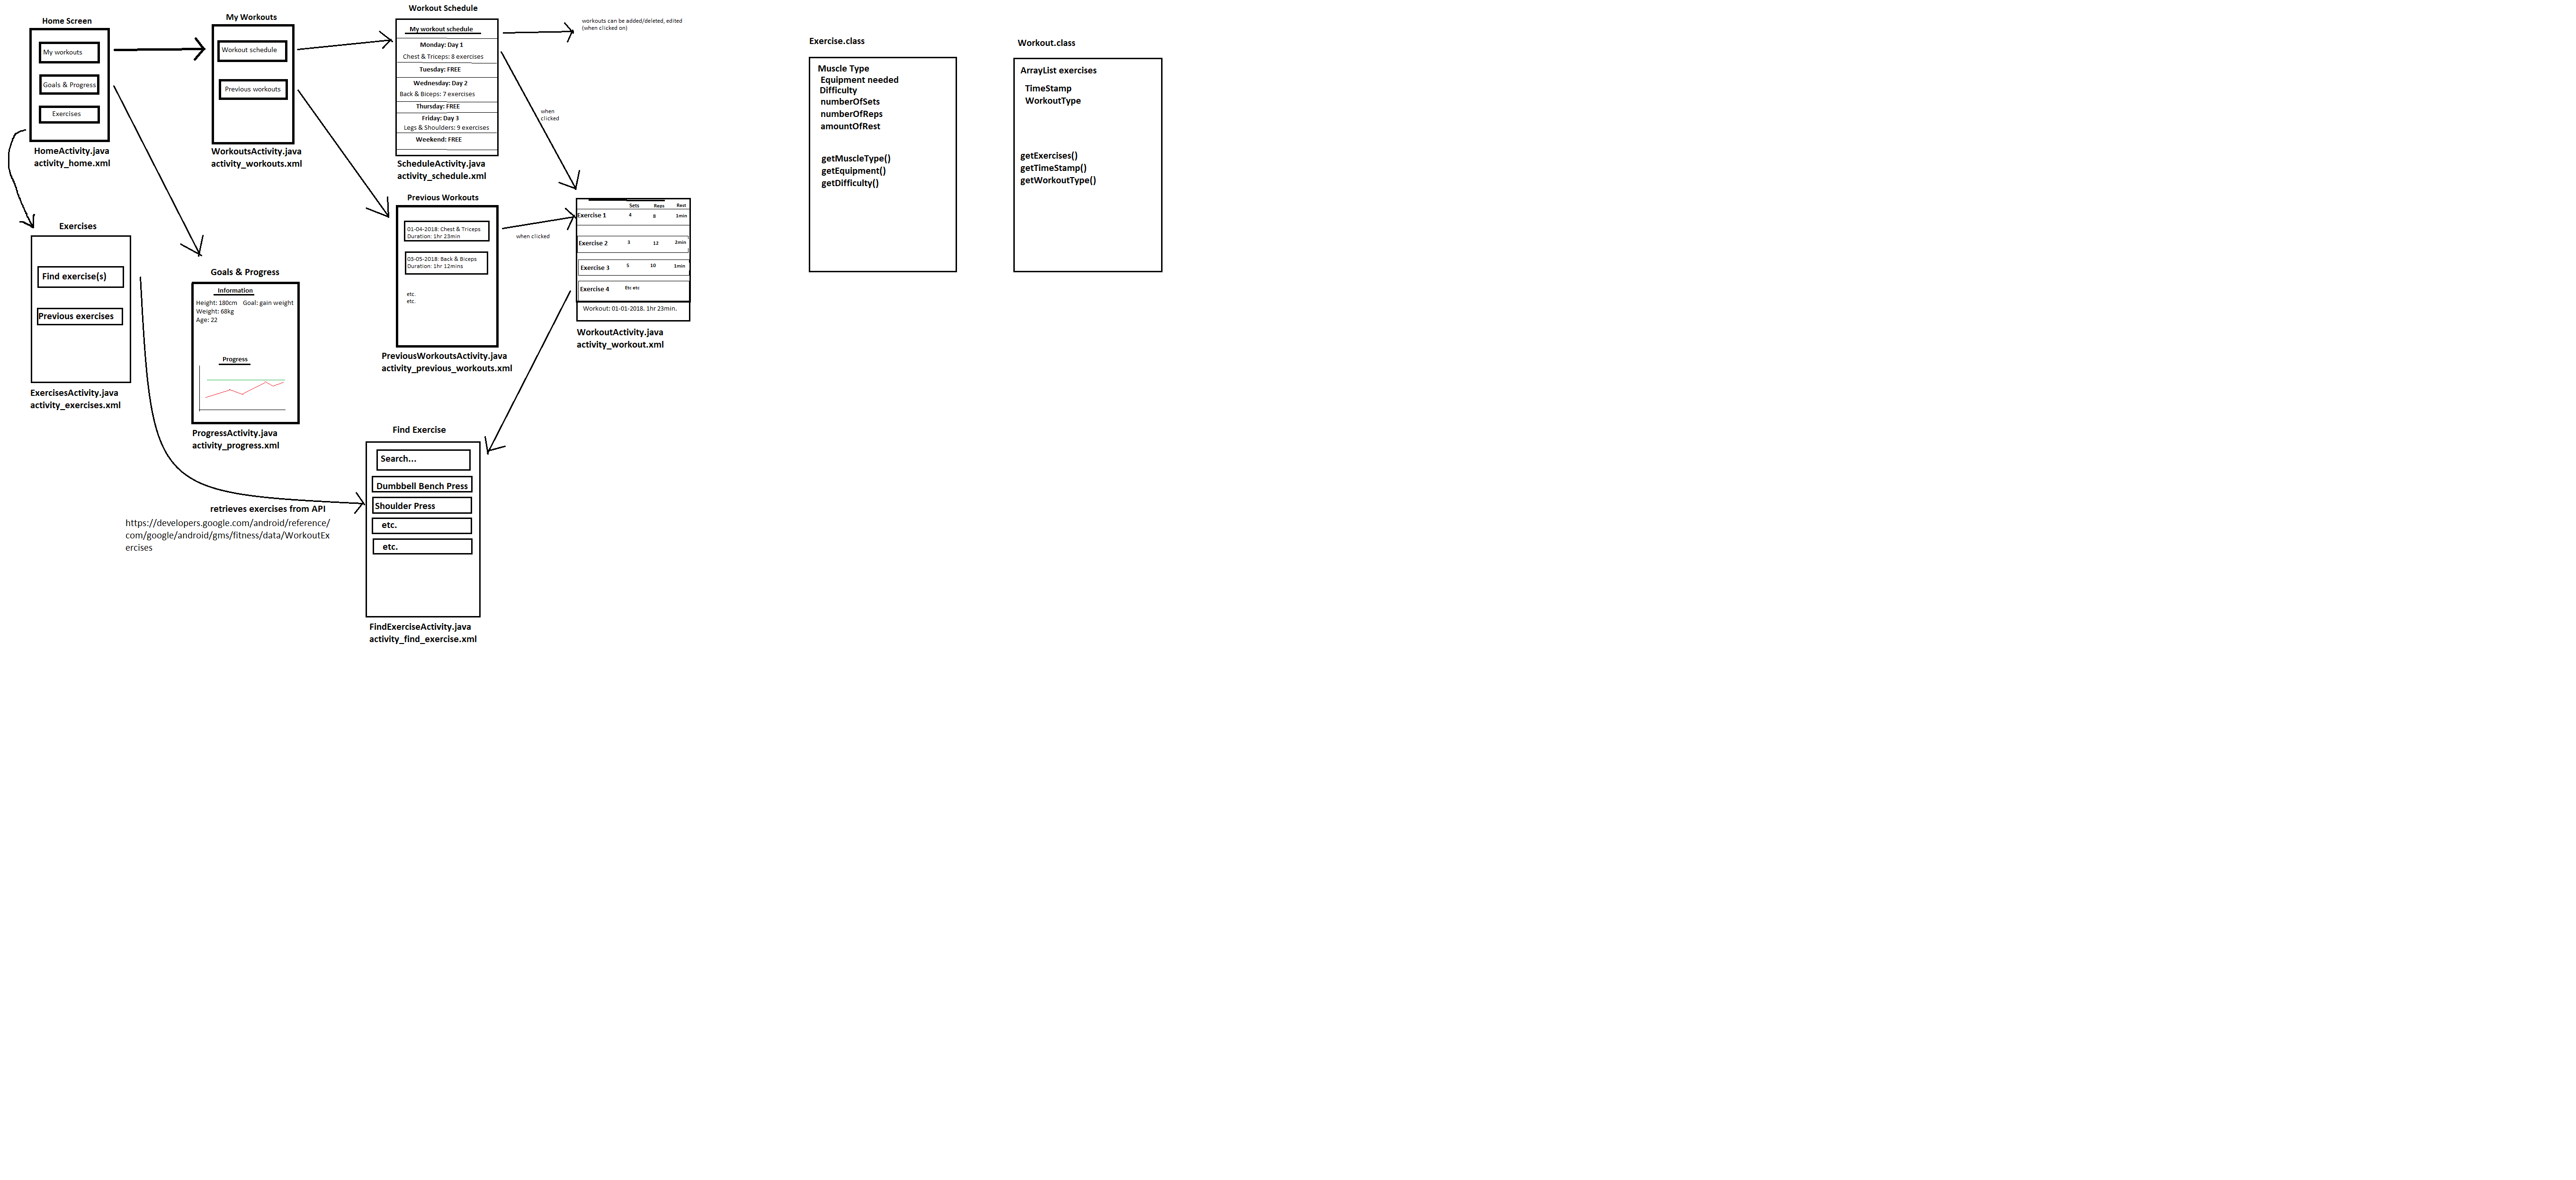 Home Screen
My workouts
Goals & Progress
Exercises
HomeActivity.java
activity_home.xml
My Workouts
Workout schedule
Previous workouts
WorkoutsActivity.java
activity_workouts.xml
Workout Schedule
My workout schedule
Monday: Day 1
Chest & Triceps: 8 exercises
Tuesday: FREE
Wednesday: Day 2
Back & Biceps: 7 exercises
Thursday: FREE
Friday: Day 3
Legs & Shoulders: 9 exercises
Weekend: FREE
ScheduleActivity.java
activity_schedule.xml
workouts can be added/deleted, edited
(when clicked on)
when
clicked
Exercises
Find exercise(s)
Previous exercises
ExercisesActivity.java
activity_exercises.xml
Goals & Progress
Information
Height: 180cm Goal: gain weight
Weight: 68kg
Age: 22
Progress
ProgressActivity.java
activity_progress.xml
Previous Workouts
01-04-2018: Chest & Triceps
Duration: 1hr 23min
03-05-2018: Back & Biceps
Duration: 1hr 12mins
etc.
etc.
PreviousWorkoutsActivity.java
activity_previous_workouts.xml
when clicked
Sets Reps Rest
Exercise 1 4 8 1min
Exercise 2 3 12 2min
Exercise 3 5 10 1min
Exercise 4 Etc etc
Workout: 01-01-2018. 1hr 23min.
WorkoutActivity.java
activity_workout.xml
retrieves exercises from API
https://developers.google.com/android/reference/
com/google/android/gms/fitness/data/WorkoutEx
ercises
Find Exercise
Search...
Dumbbell Bench Press
Shoulder Press
etc.
etc.
FindExerciseActivity.java
activity_find_exercise.xml
Exercise.class
Muscle Type
Equipment needed
Difficulty
numberOfSets
numberOfReps
amountOfRest
getMuscleType()
getEquipment()
getDifficulty()
Workout.class
ArrayList exercises
TimeStamp
WorkoutType
getExercises()
getTimeStamp()
getWorkoutType()